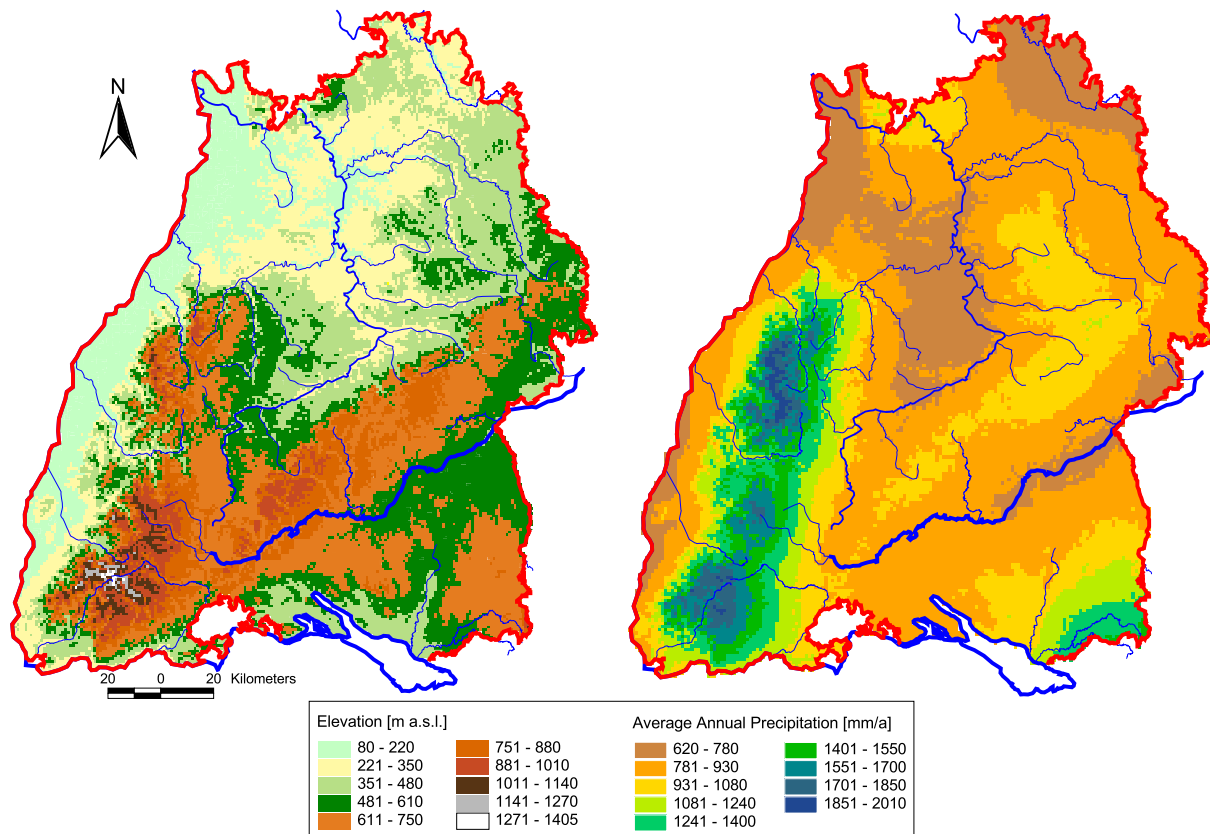 N
20 0 20 Kilometers
Elevation [m a.s.l.]
80 - 220
221 - 350
351 - 480
481 - 610
611 - 750
751 - 880
881 - 1010
1011 - 1140
1141 - 1270
1271 - 1405
Average Annual Precipitation [mm/a]
620 - 780
781 - 930
931 - 1080
1081 - 1240
1241 - 1400
1401 - 1550
1551 - 1700
1701 - 1850
1851 - 2010